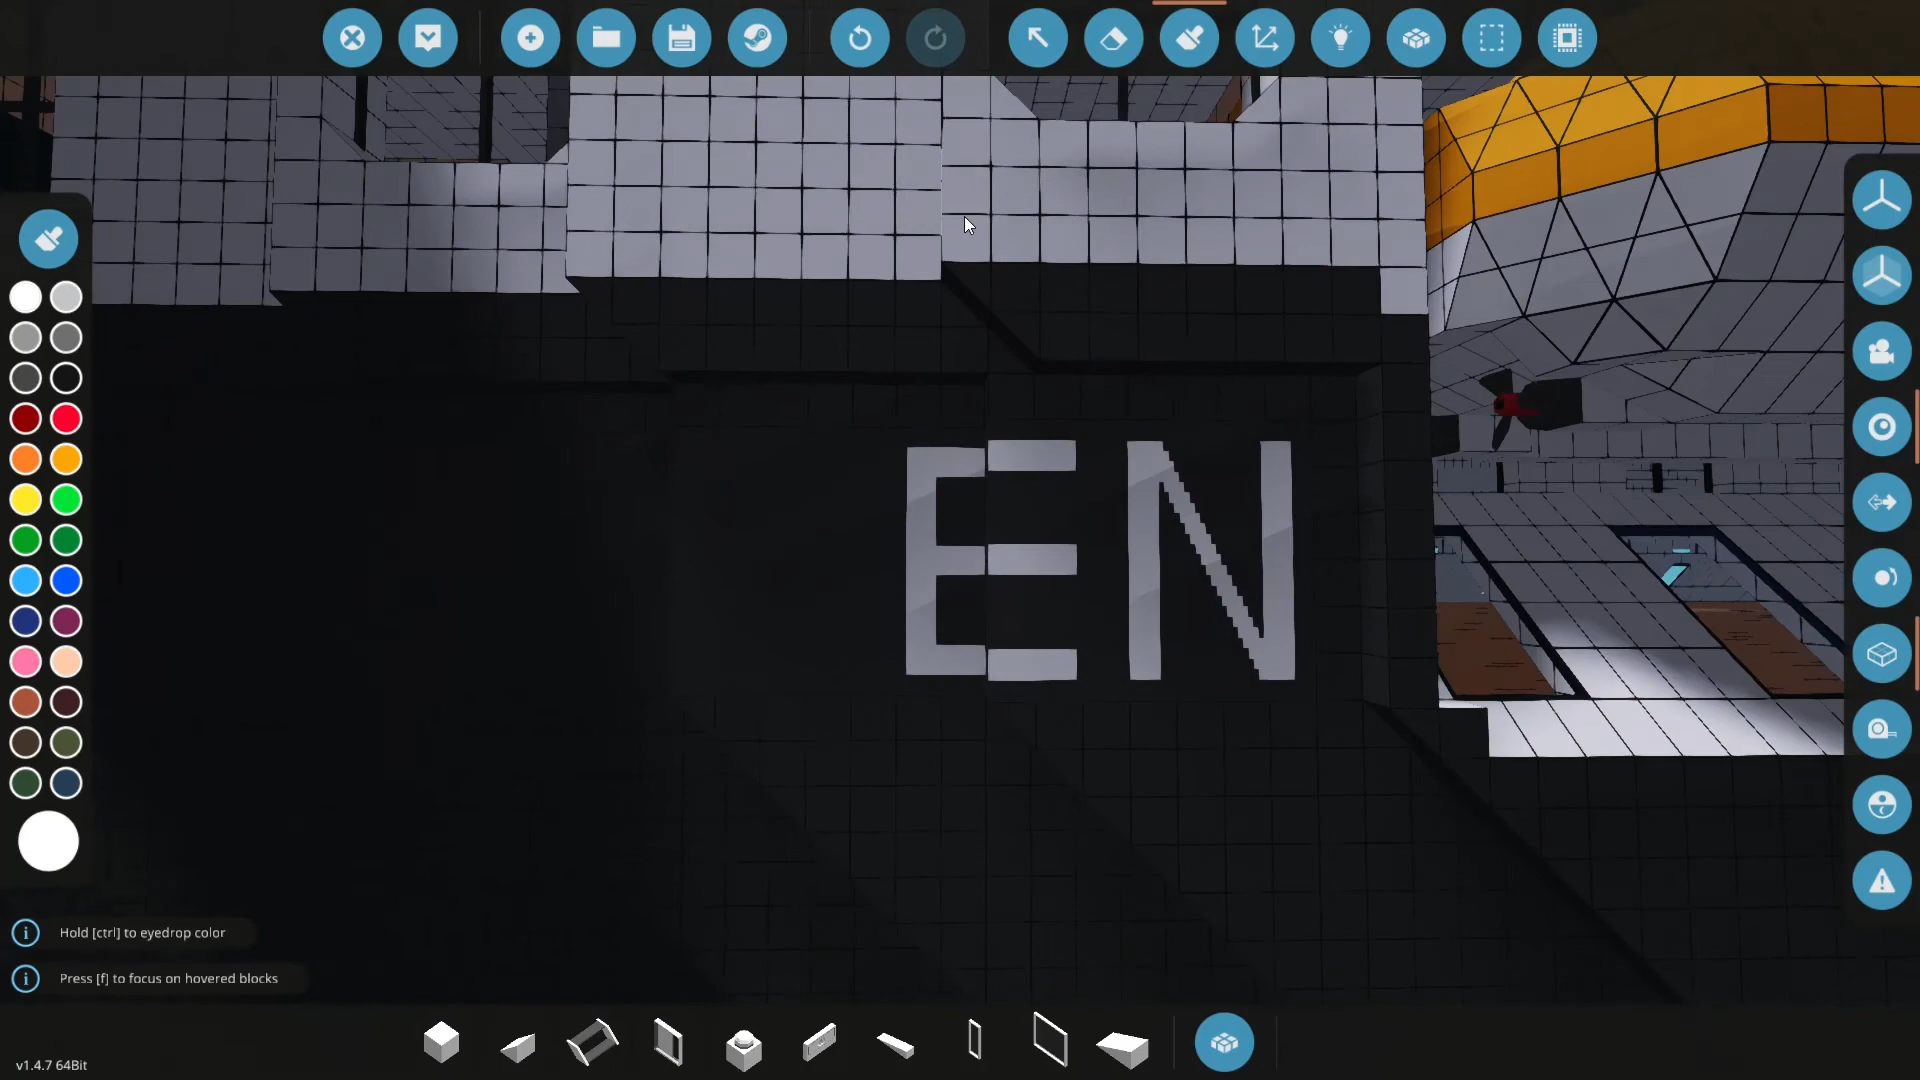 EN
Hold [ctrl] to eyedrop color
Press [f] to focus on hovered blocks
v1.4.7 64Bit